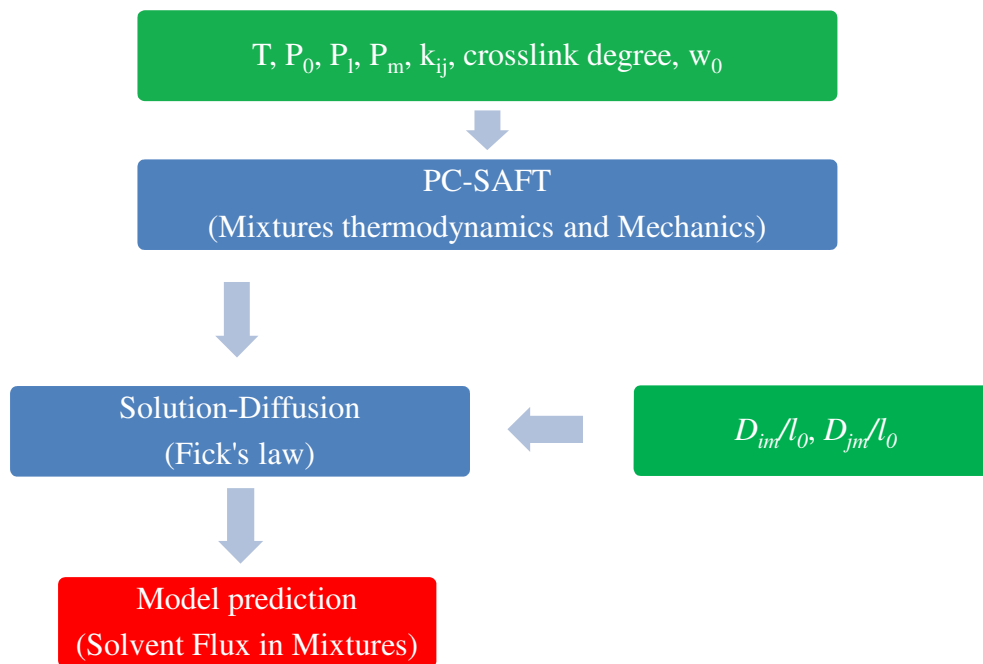 T, P₀, Pₗ, Pₘ, kᵢⱼ, crosslink degree, w₀
PC-SAFT
(Mixtures thermodynamics and Mechanics)
Solution-Diffusion
(Fick's law)
Dᵢₘ/l₀, Dⱼₘ/l₀
Model prediction
(Solvent Flux in Mixtures)